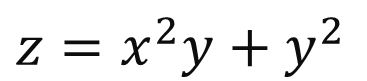 z = x²y + y²